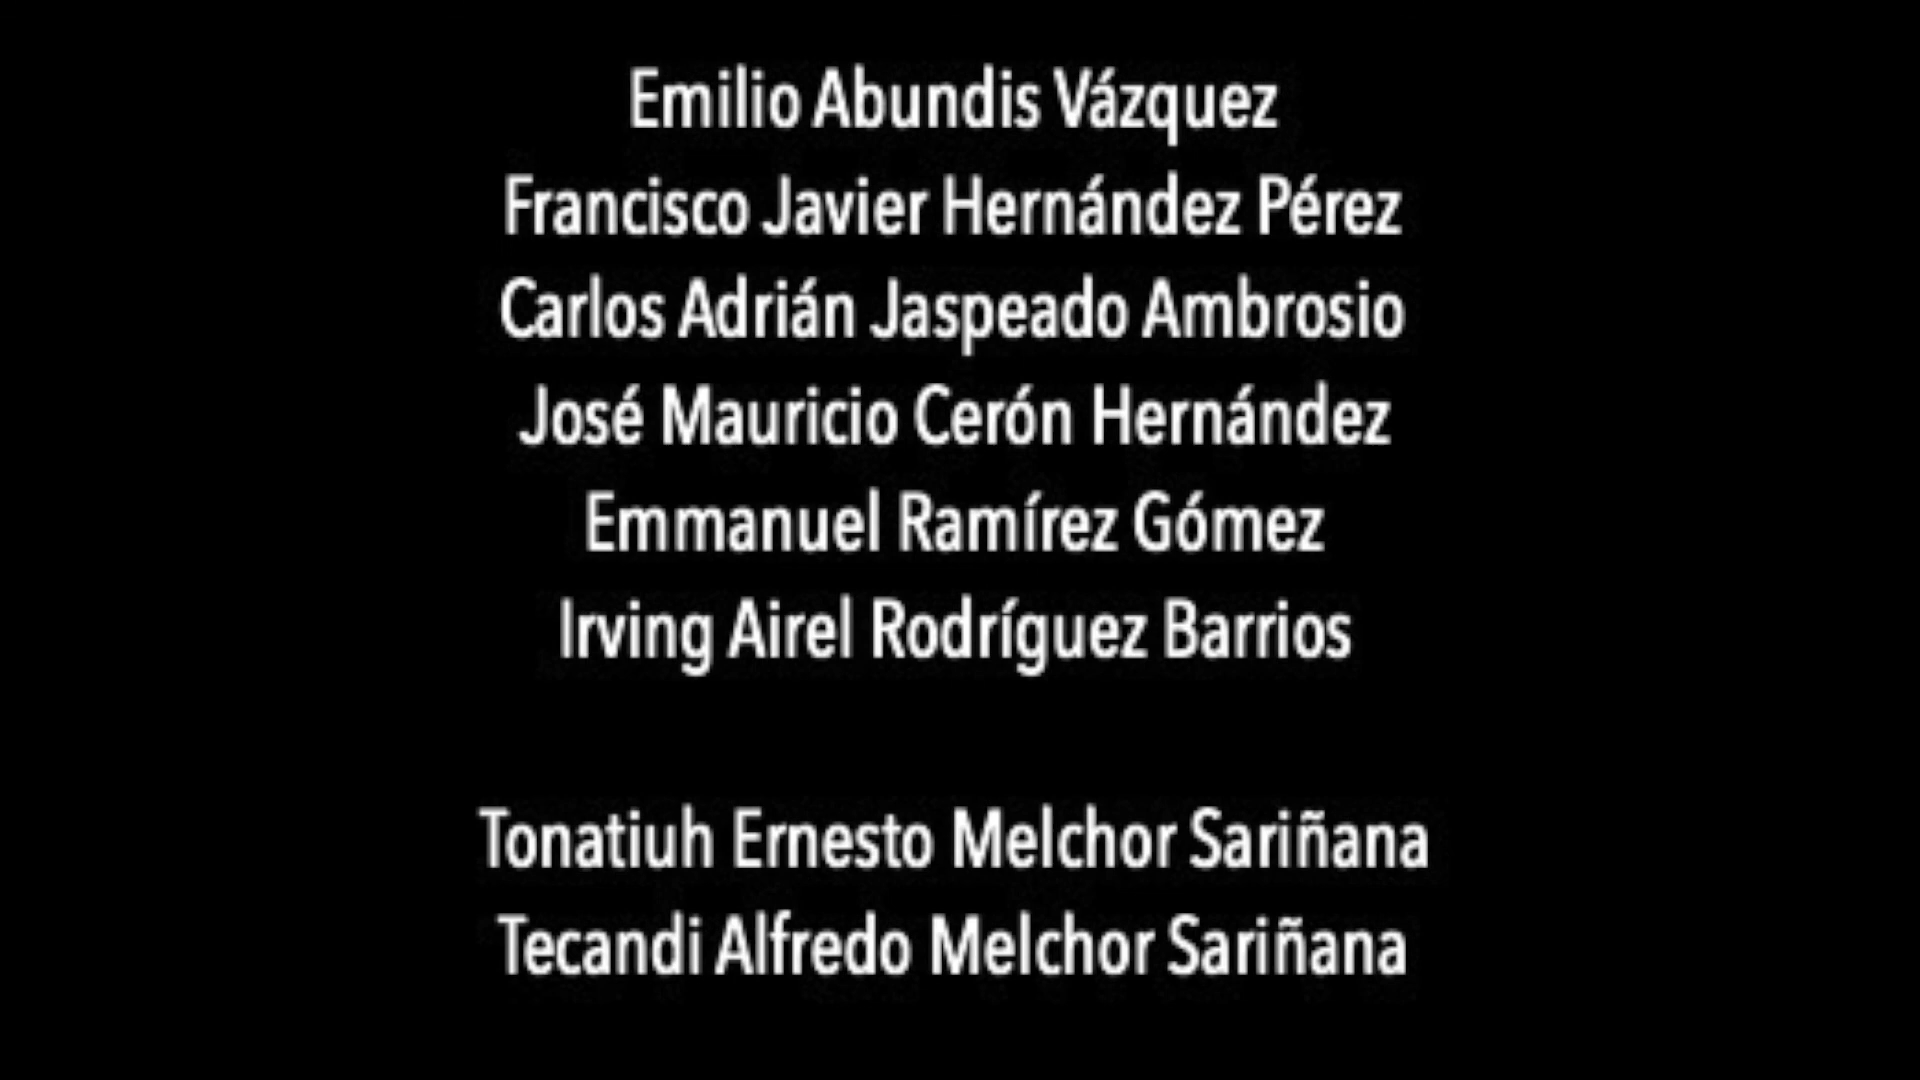 Emilio Abundis Vázquez
Francisco Javier Hernández Pérez
Carlos Adrián Jaspeado Ambrosio
José Mauricio Cerón Hernández
Emmanuel Ramírez Gómez
Irving Airel Rodríguez Barrios
Tonatiuh Ernesto Melchor Sariñana
Tecandi Alfredo Melchor Sariñana